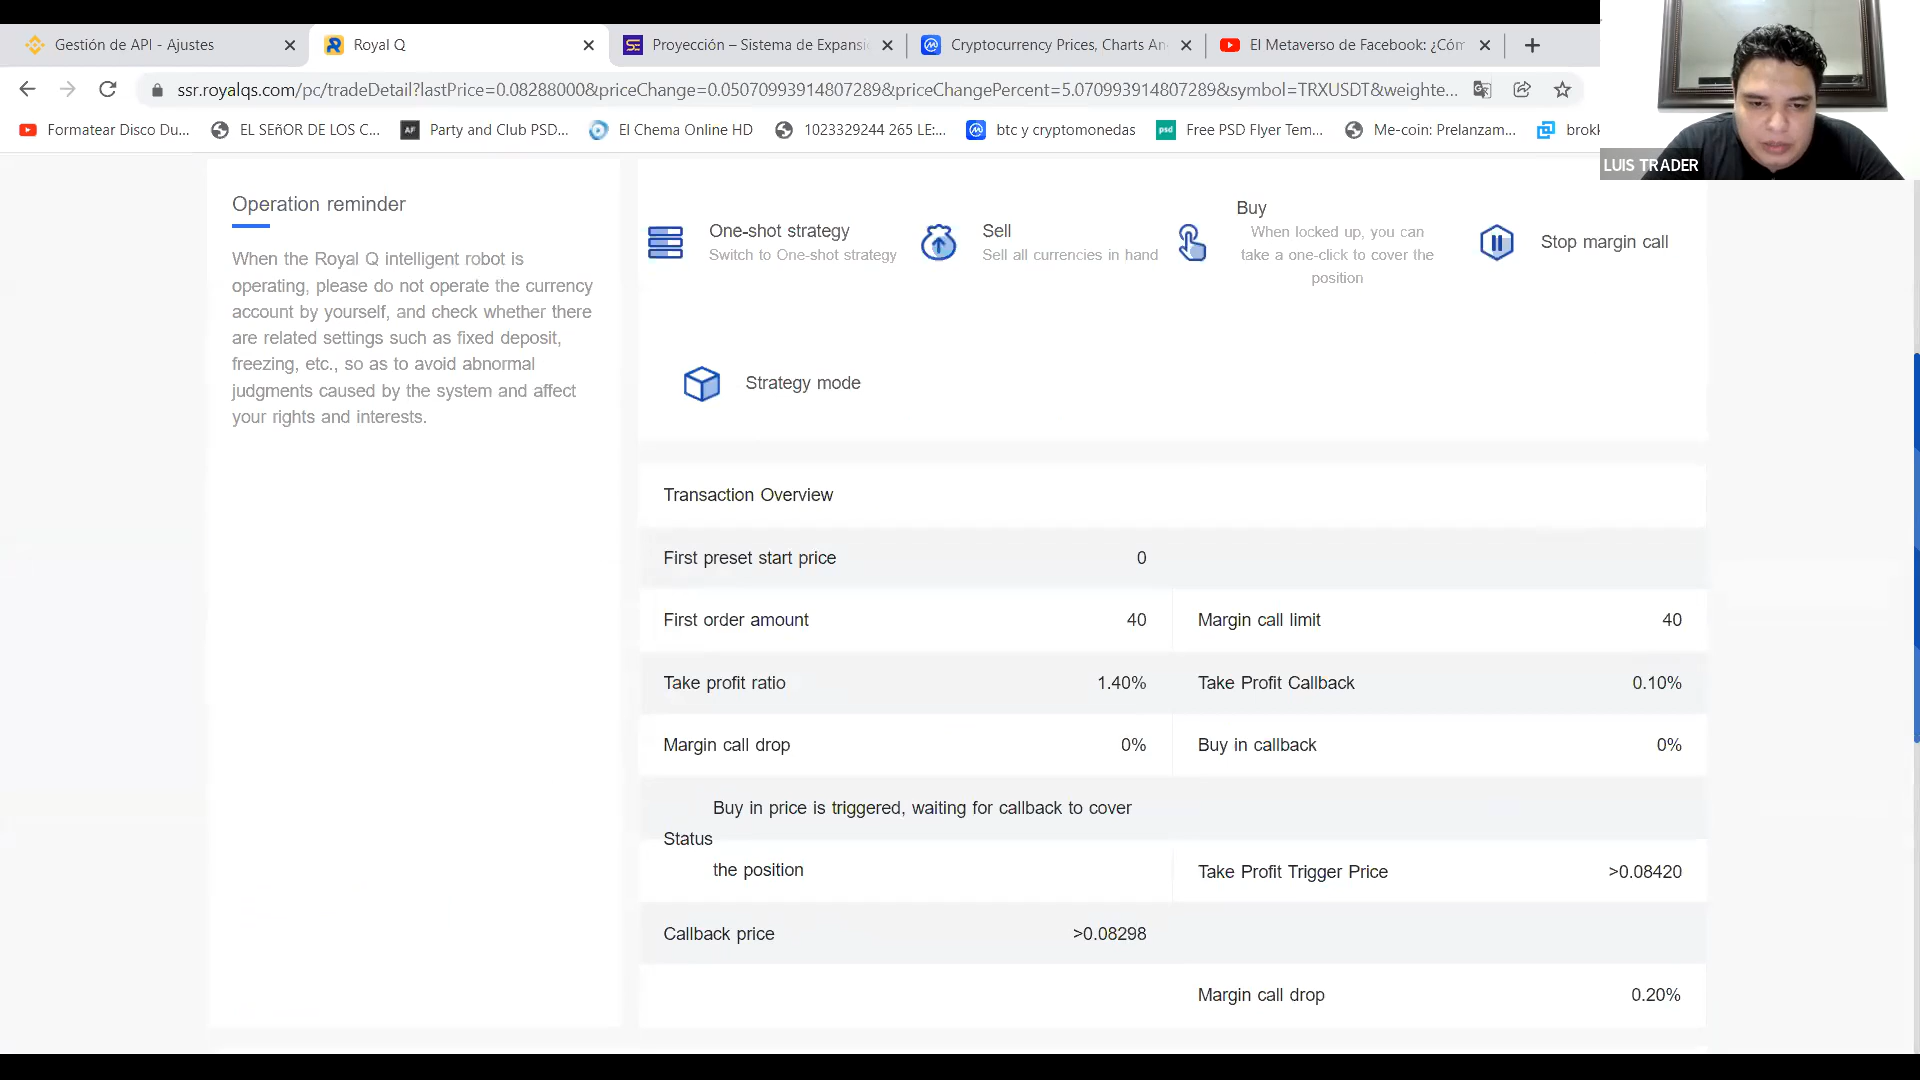 Gestión de API - Ajustes
Royal Q
Proyección – Sistema de Expansi
Cryptocurrency Prices, Charts An
El Metaverso de Facebook: ¿Cóm
ssr.royalqs.com/pc/tradeDetail?lastPrice=0.08288000&priceChange=0.05070993914807289&priceChangePercent=5.070993914807289&symbol=TRXUSDT&weighte...
Formatear Disco Du...
EL SEñOR DE LOS C...
AF
Party and Club PSD...
El Chema Online HD
1023329244 265 LE:...
btc y cryptomonedas
psd
Free PSD Flyer Tem...
Me-coin: Prelanzam...
brokk
LUIS TRADER
Operation reminder
When the Royal Q intelligent robot is
operating, please do not operate the currency
account by yourself, and check whether there
are related settings such as fixed deposit,
freezing, etc., so as to avoid abnormal
judgments caused by the system and affect
your rights and interests.
One-shot strategy
Switch to One-shot strategy
Sell
Sell all currencies in hand
Buy
When locked up, you can
take a one-click to cover the
position
Stop margin call
Strategy mode
Transaction Overview
First preset start price 0
First order amount 40
Margin call limit 40
Take profit ratio 1.40%
Take Profit Callback 0.10%
Margin call drop 0%
Buy in callback 0%
Buy in price is triggered, waiting for callback to cover
Status
the position
Take Profit Trigger Price >0.08420
Callback price >0.08298
Margin call drop 0.20%